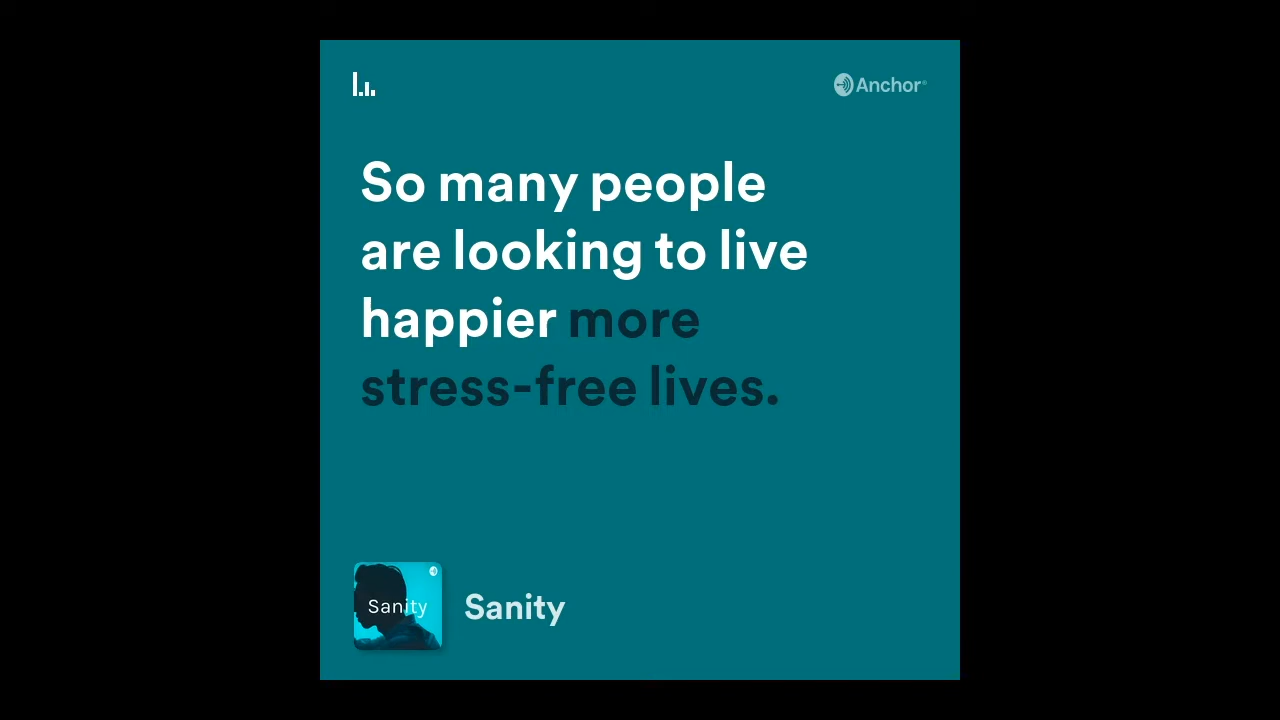 Anchor
So many people
are looking to live
happier more
stress-free lives.
Sanity
Sanity